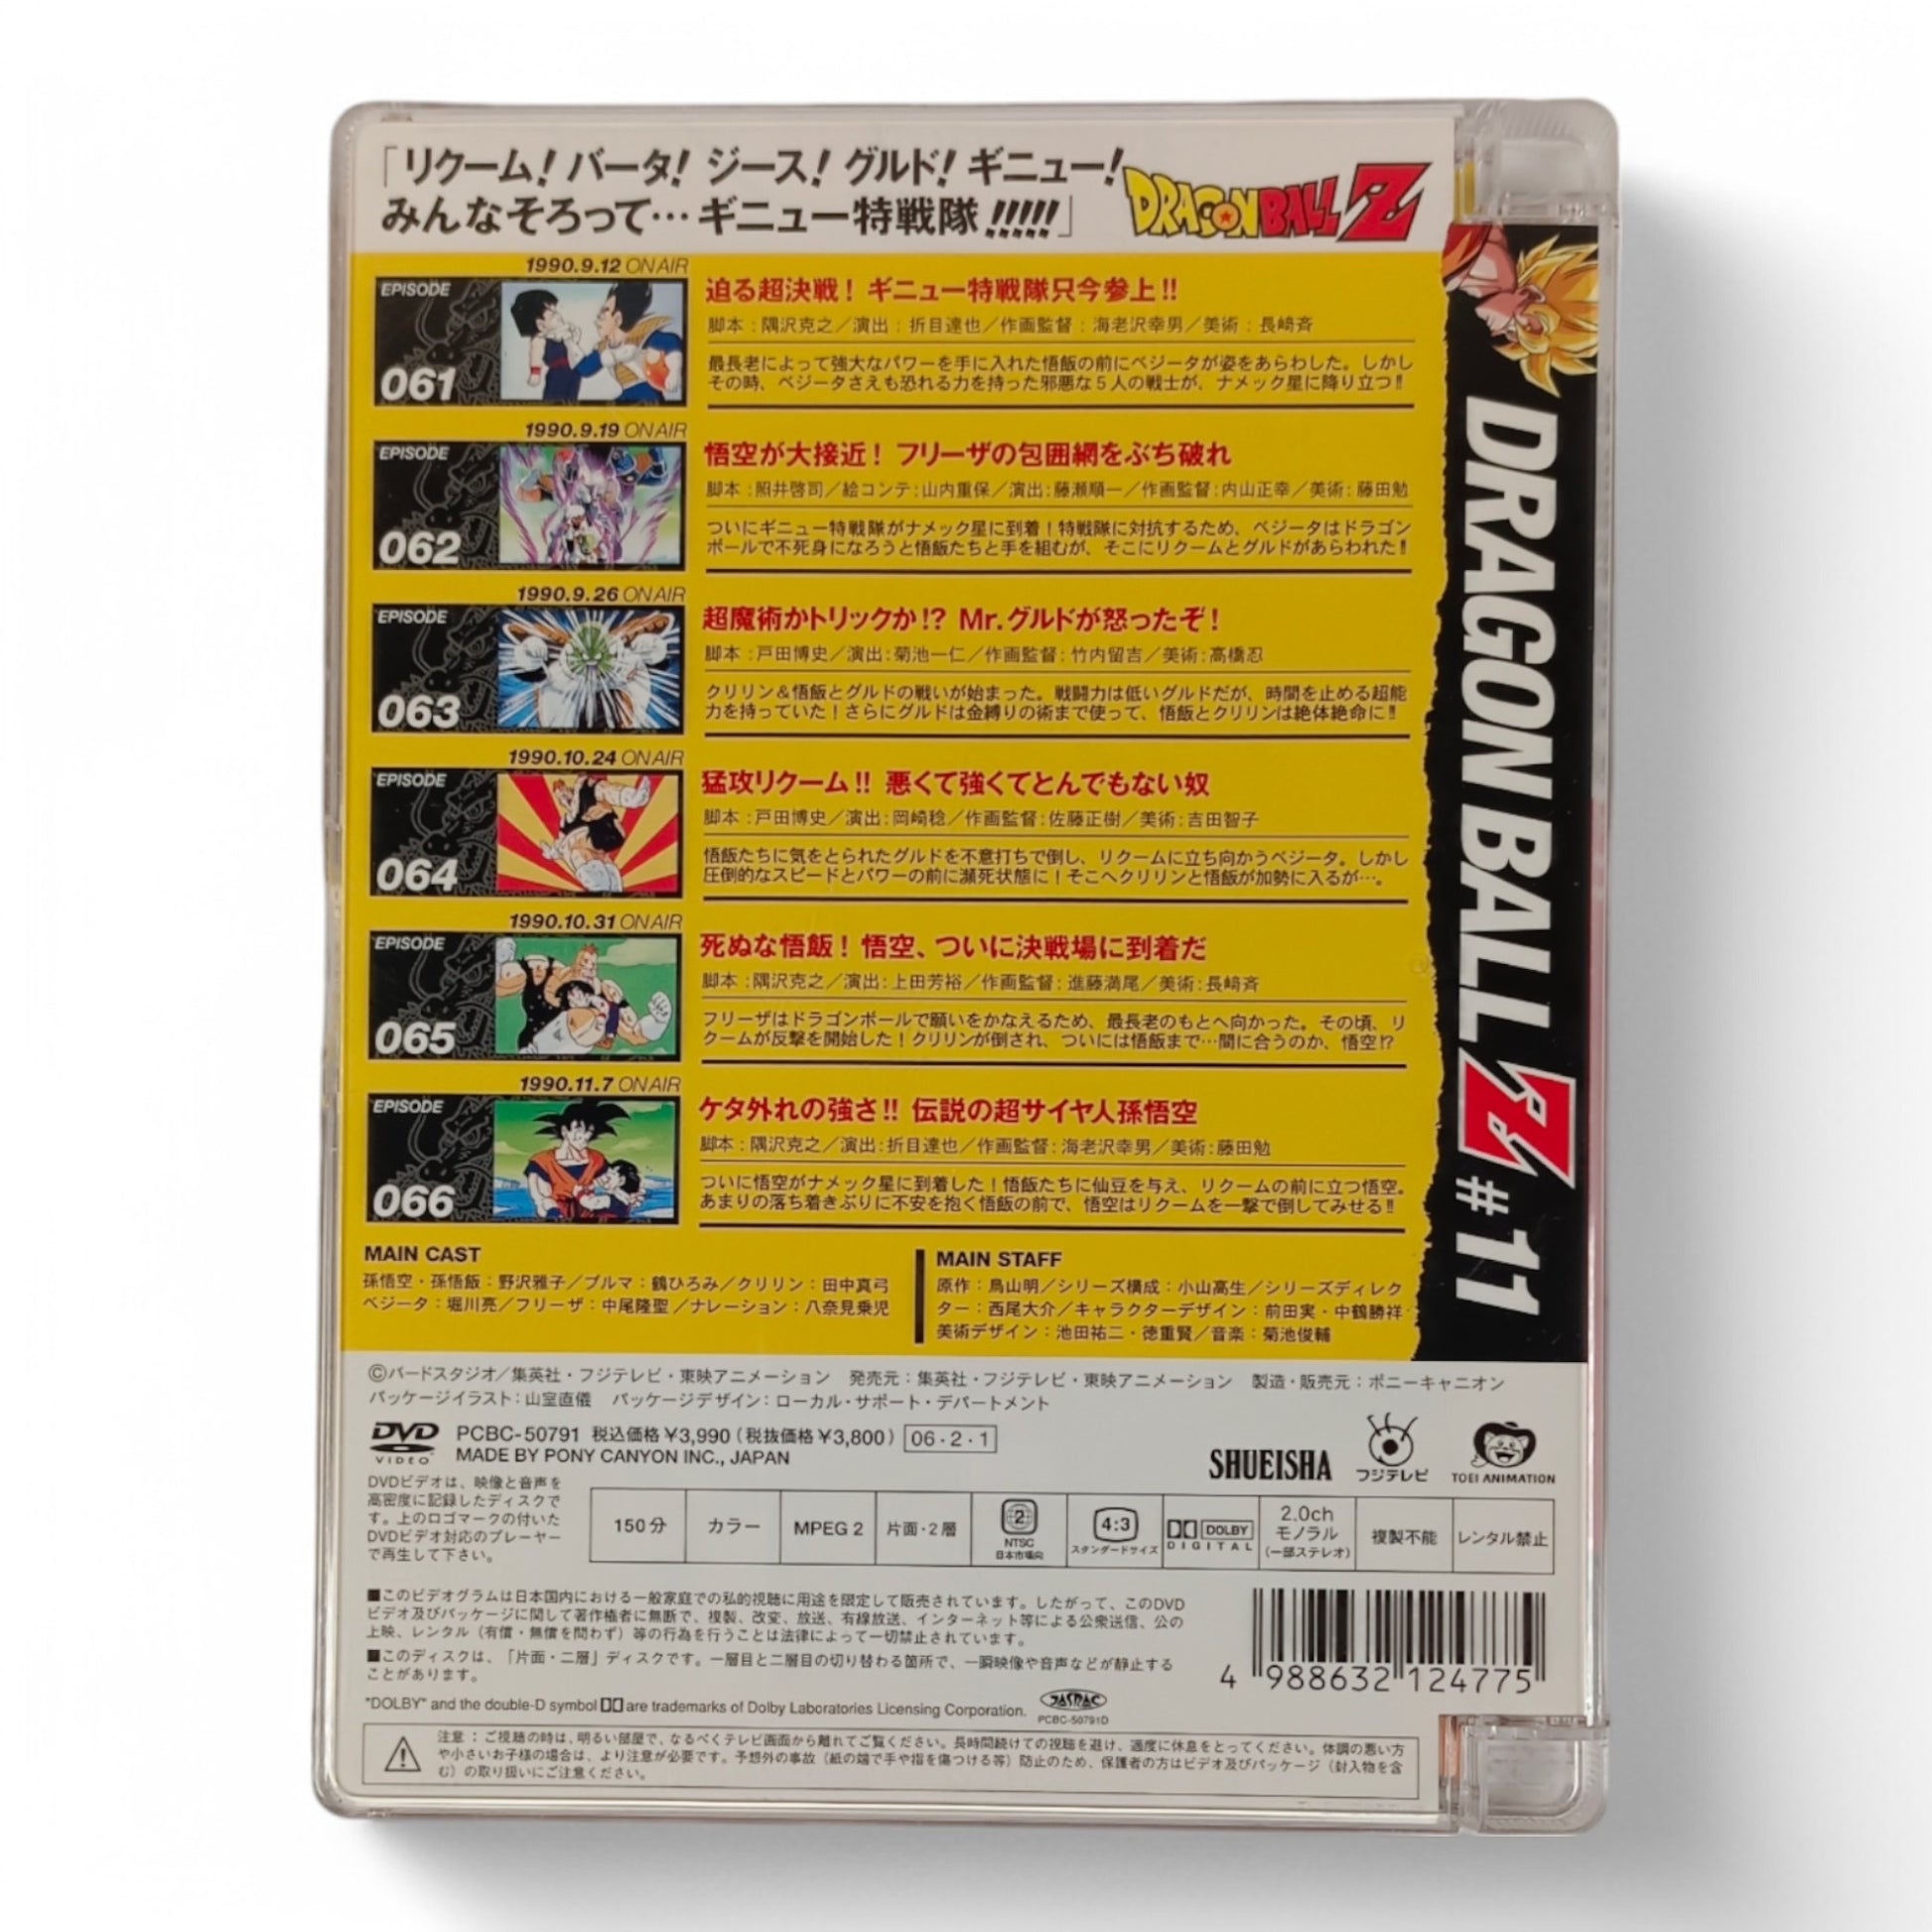 「リクーム！バータ！ジース！グルド！ギニュー！
みんなそろって…ギニュー特戦隊!!!!!」
DRAGONBALL Z
1990.9.12 ON AIR
EPISODE
061
迫る超決戦！ ギニュー特戦隊只今参上!!
脚本：隅沢克之／演出：折目達也／作画監督：海老沢幸男／美術：長﨑斉
最長老によって強大なパワーを手に入れた悟飯の前にベジータが姿をあらわした。しかし
その時、ベジータさえも恐れる力を持った邪悪な5人の戦士が、ナメック星に降り立つ!!
1990.9.19 ON AIR
EPISODE
062
悟空が大接近！ フリーザの包囲網をぶち破れ
脚本：照井啓司／絵コンテ：山内重保／演出：藤瀬順一／作画監督：内山正幸／美術：藤田勉
ついにギニュー特戦隊がナメック星に到着！特戦隊に対抗するため、ベジータはドラゴン
ボールで不死身になろうと悟飯たちと手を組むが、そこにリクームとグルドがあらわれた!!
1990.9.26 ON AIR
EPISODE
063
超魔術かトリックか!? Mr.グルドが怒ったぞ！
脚本：戸田博史／演出：菊池一仁／作画監督：竹内留吉／美術：高橋忍
クリリン＆悟飯とグルドの戦いが始まった。戦闘力は低いグルドだが、時間を止める超能
力を持っていた！さらにグルドは金縛りの術まで使って、悟飯とクリリンは絶体絶命に!!
1990.10.24 ON AIR
EPISODE
064
猛攻リクーム!! 悪くて強くてとんでもない奴
脚本：戸田博史／演出：岡崎稔／作画監督：佐藤正樹／美術：吉田智子
悟飯たちに気をとられたグルドを不意打ちで倒し、リクームに立ち向かうベジータ。しかし
圧倒的なスピードとパワーの前に瀕死状態に！そこへクリリンと悟飯が加勢に入るが…。
1990.10.31 ON AIR
EPISODE
065
死ぬな悟飯！ 悟空、ついに決戦場に到着だ
脚本：隅沢克之／演出：上田芳裕／作画監督：進藤満尾／美術：長﨑斉
フリーザはドラゴンボールで願いをかなえるため、最長老のもとへ向かった。その頃、リ
クームが反撃を開始した！クリリンが倒され、ついには悟飯まで…間に合うのか、悟空!?
1990.11.7 ON AIR
EPISODE
066
ケタ外れの強さ!! 伝説の超サイヤ人孫悟空
脚本：隅沢克之／演出：折目達也／作画監督：海老沢幸男／美術：藤田勉
ついに悟空がナメック星に到着した！悟飯たちに仙豆を与え、リクームの前に立つ悟空。
あまりの落ち着きぶりに不安を抱く悟飯の前で、悟空はリクームを一撃で倒してみせる!!
MAIN CAST
孫悟空・孫悟飯：野沢雅子／ブルマ：鶴ひろみ／クリリン：田中真弓
ベジータ：堀川亮／フリーザ：中尾隆聖／ナレーション：八奈見乗児
MAIN STAFF
原作：鳥山明／シリーズ構成：小山高生／シリーズディレク
ター：西尾大介／キャラクターデザイン：前田実・中鶴勝祥
美術デザイン：池田祐二・徳重賢／音楽：菊池俊輔
DRAGON BALL Z #11
©バードスタジオ／集英社・フジテレビ・東映アニメーション 発売元：集英社・フジテレビ・東映アニメーション 製造・販売元：ポニーキャニオン
パッケージイラスト：山室直儀 パッケージデザイン：ローカル・サポート・デパートメント
DVD VIDEO
PCBC-50791 税込価格￥3,990（税抜価格￥3,800） 06・2・1
MADE BY PONY CANYON INC., JAPAN
SHUEISHA フジテレビ TOEI ANIMATION
DVDビデオは、映像と音声を
高密度に記録したディスクで
す。上のロゴマークの付いた
DVDビデオ対応のプレーヤー
で再生して下さい。
150分 カラー MPEG 2 片面・2層 2 NTSC 日本市場向 4:3 スタンダードサイズ DOLBY DIGITAL 2.0ch モノラル（一部ステレオ） 複製不能 レンタル禁止
■このビデオグラムは日本国内における一般家庭での私的視聴に用途を限定して販売されています。したがって、このDVD
ビデオ及びパッケージに関して著作権者に無断で、複製、改変、放送、有線放送、インターネット等による公衆送信、公の
上映、レンタル（有償・無償を問わず）等の行為を行うことは法律によって一切禁止されています。
■このディスクは、「片面・二層」ディスクです。一層目と二層目の切り替わる箇所で、一瞬映像や音声などが静止する
ことがあります。
"DOLBY" and the double-D symbol are trademarks of Dolby Laboratories Licensing Corporation.
JASRAC
PCBC-50791D
4 988632 124775
注意：ご視聴の時は、明るい部屋で、なるべくテレビ画面から離れてご覧ください。長時間続けての視聴を避け、適度に休息をとってください。体調の悪い方
や小さいお子様の場合は、より注意が必要です。予想外の事故（紙の端で手や指を傷つける等）防止のため、保護者の方はビデオ及びパッケージ（封入物を含
む）の取り扱いにご注意ください。